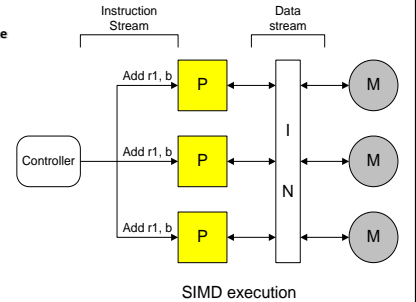 Instruction
Stream
Data
stream
e
Add r1, b
P
M
Controller
Add r1, b
P
I
N
M
Add r1, b
P
M
SIMD execution